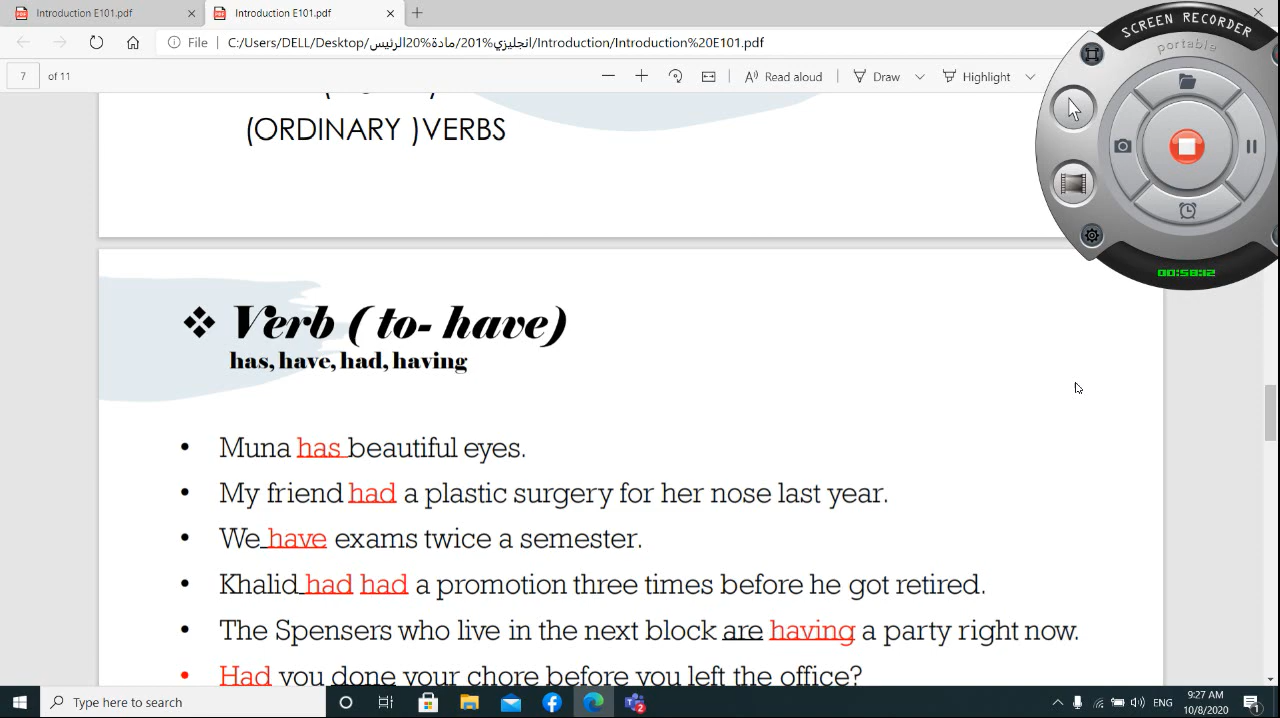 Introduction E101.pdf
Introduction E101.pdf
SCREEN RECORDER
portable
File
C:/Users/DELL/Desktop/انجليزي%201/مادة%20الرئيس/Introduction/Introduction%20E101.pdf
7 of 11
Read aloud
Draw
Highlight
(ORDINARY )VERBS
00:58:12
❖ Verb ( to- have)
has, have, had, having
• Muna has beautiful eyes.
• My friend had a plastic surgery for her nose last year.
• We have exams twice a semester.
• Khalid had had a promotion three times before he got retired.
• The Spensers who live in the next block are having a party right now.
• Had you done your chore before you left the office?
Type here to search
2
ENG
9:27 AM
10/8/2020
1